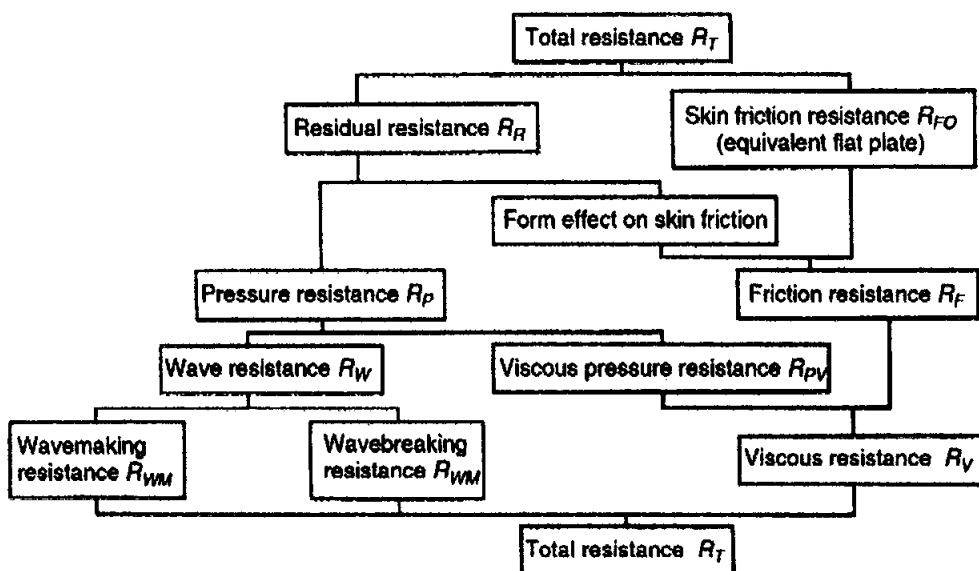 Total resistance R_T
Residual resistance R_R
Skin friction resistance R_FO
(equivalent flat plate)
Form effect on skin friction
Pressure resistance R_P
Friction resistance R_F
Wave resistance R_W
Viscous pressure resistance R_PV
Wavemaking
resistance R_WM
Wavebreaking
resistance R_WM
Viscous resistance R_V
Total resistance R_T